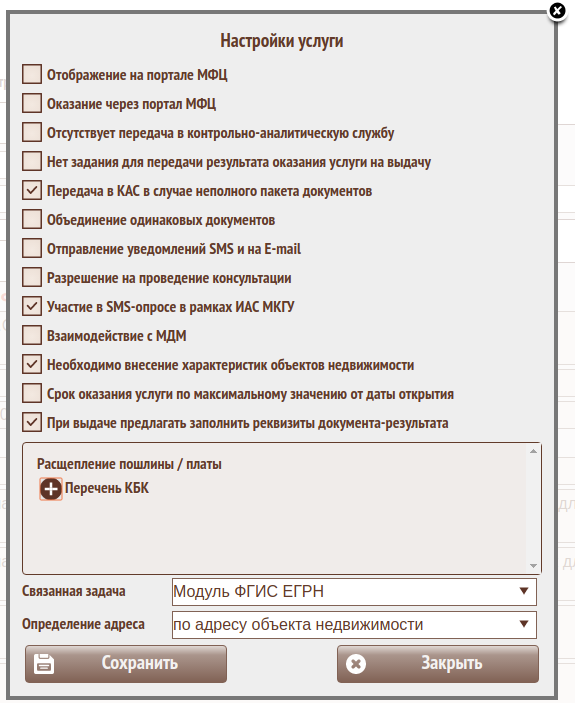 Настройки услуги
Отображение на портале МФЦ
Оказание через портал МФЦ
Отсутствует передача в контрольно-аналитическую службу
Нет задания для передачи результата оказания услуги на выдачу
Передача в КАС в случае неполного пакета документов
Объединение одинаковых документов
Отправление уведомлений SMS и на E-mail
Разрешение на проведение консультации
Участие в SMS-опросе в рамках ИАС МКГУ
Взаимодействие с МДМ
Необходимо внесение характеристик объектов недвижимости
Срок оказания услуги по максимальному значению от даты открытия
При выдаче предлагать заполнить реквизиты документа-результата
Расщепление пошлины / платы
Перечень КБК
Связанная задача Модуль ФГИС ЕГРН
Определение адреса по адресу объекта недвижимости
Сохранить Закрыть